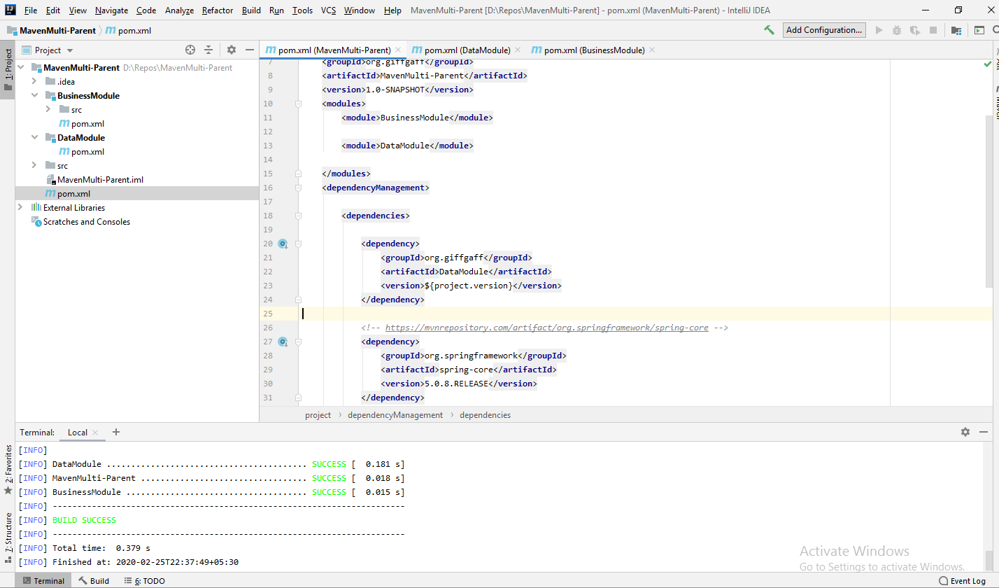 File Edit View Navigate Code Analyze Refactor Build Run Tools VCS Window Help MavenMulti-Parent [D:\Repos\MavenMulti-Parent] - pom.xml (MavenMulti-Parent) - IntelliJ IDEA
MavenMulti-Parent pom.xml Add Configuration...
1: Project
Project
MavenMulti-Parent D:\Repos\MavenMulti-Parent
.idea
BusinessModule
src
pom.xml
DataModule
pom.xml
src
MavenMulti-Parent.iml
pom.xml
External Libraries
Scratches and Consoles
pom.xml (MavenMulti-Parent) pom.xml (DataModule) pom.xml (BusinessModule)
7 <groupId>org.giffgaff</groupId>
8 <artifactId>MavenMulti-Parent</artifactId>
9 <version>1.0-SNAPSHOT</version>
10 <modules>
11 <module>BusinessModule</module>
12
13 <module>DataModule</module>
14
15 </modules>
16 <dependencyManagement>
17
18 <dependencies>
19
20 <dependency>
21 <groupId>org.giffgaff</groupId>
22 <artifactId>DataModule</artifactId>
23 <version>${project.version}</version>
24 </dependency>
25
26 <!-- https://mvnrepository.com/artifact/org.springframework/spring-core -->
27 <dependency>
28 <groupId>org.springframework</groupId>
29 <artifactId>spring-core</artifactId>
30 <version>5.0.8.RELEASE</version>
31 </dependency>
project › dependencyManagement › dependencies
Terminal: Local +
2: Favorites
7: Structure
[INFO]
[INFO] DataModule ......................................... SUCCESS [  0.181 s]
[INFO] MavenMulti-Parent .................................. SUCCESS [  0.018 s]
[INFO] BusinessModule ..................................... SUCCESS [  0.015 s]
[INFO] ------------------------------------------------------------------------
[INFO] BUILD SUCCESS
[INFO] ------------------------------------------------------------------------
[INFO] Total time:  0.379 s
[INFO] Finished at: 2020-02-25T22:37:49+05:30
Activate Windows
Go to Settings to activate Windows.
Terminal Build 6: TODO Event Log